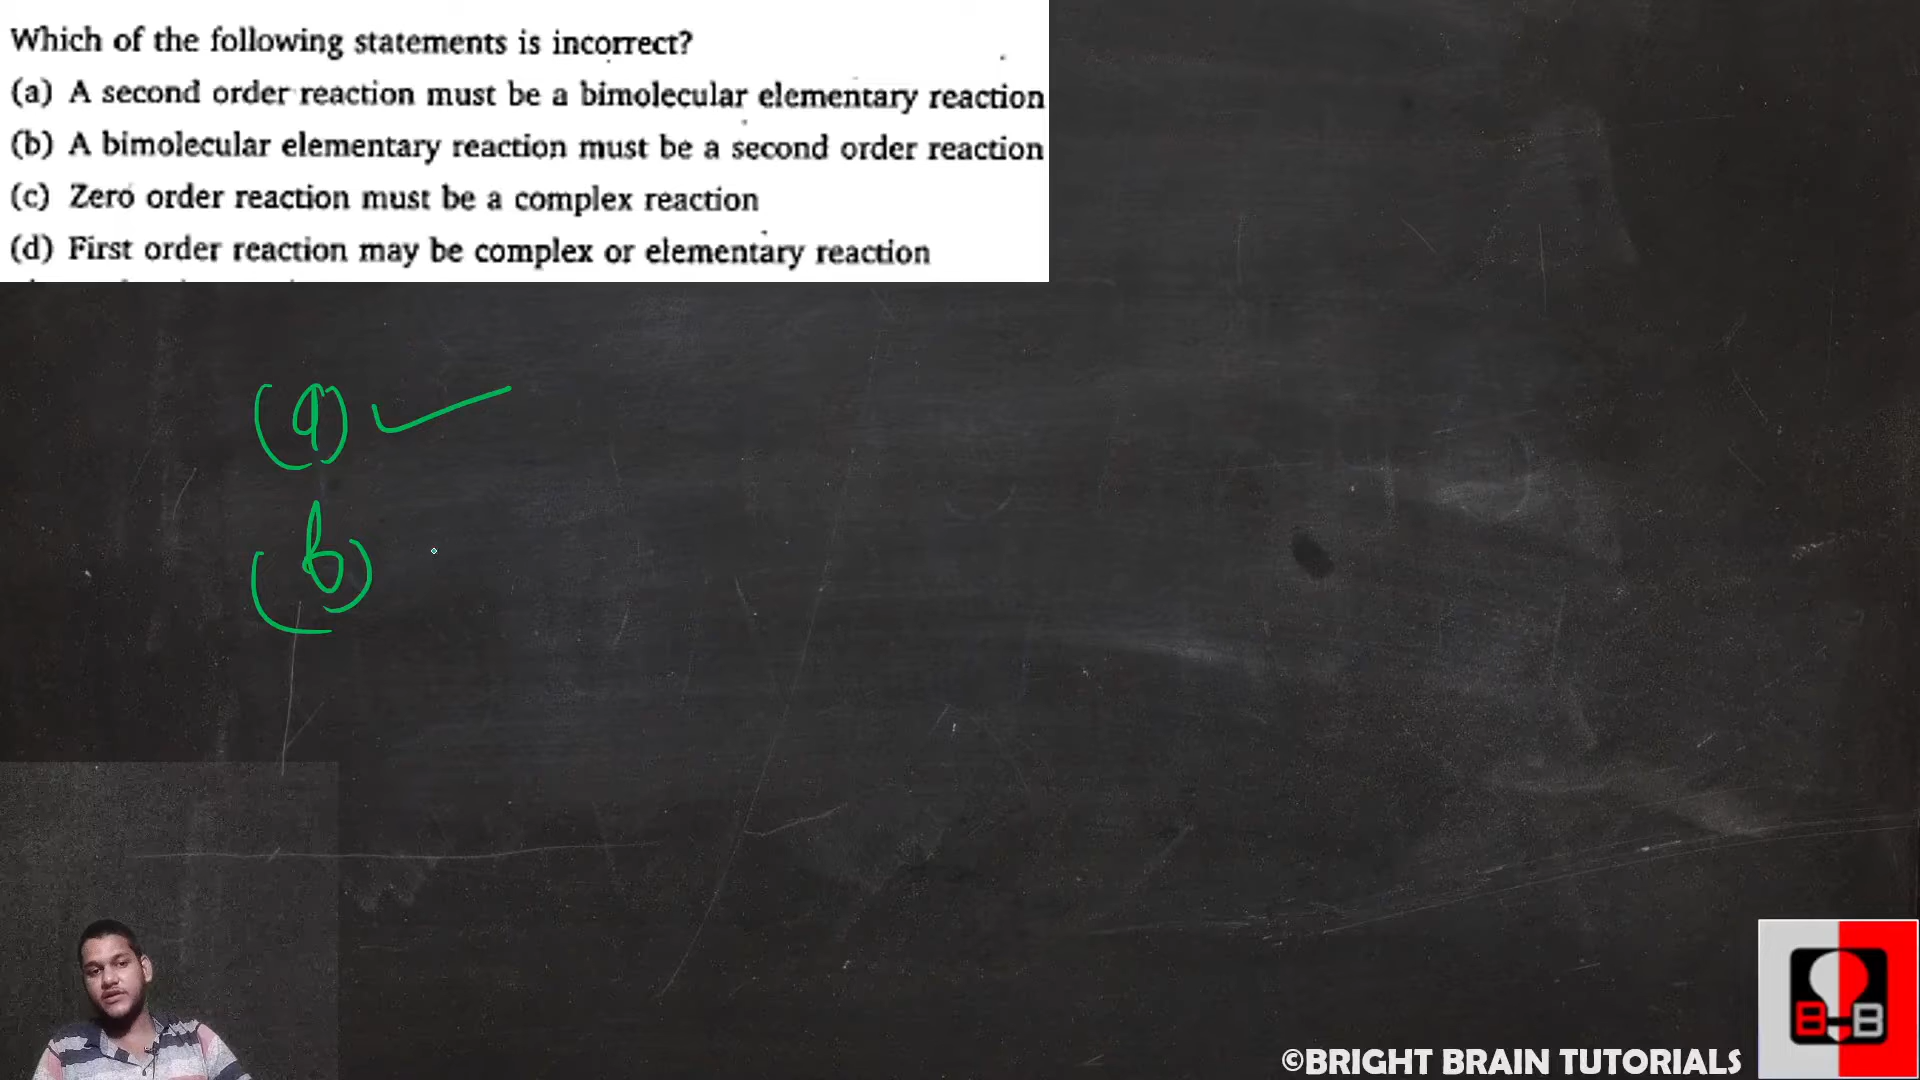 Which of the following statements is incorrect?
(a) A second order reaction must be a bimolecular elementary reaction
(b) A bimolecular elementary reaction must be a second order reaction
(c) Zero order reaction must be a complex reaction
(d) First order reaction may be complex or elementary reaction
(a) ✓
(b)
B B
©BRIGHT BRAIN TUTORIALS